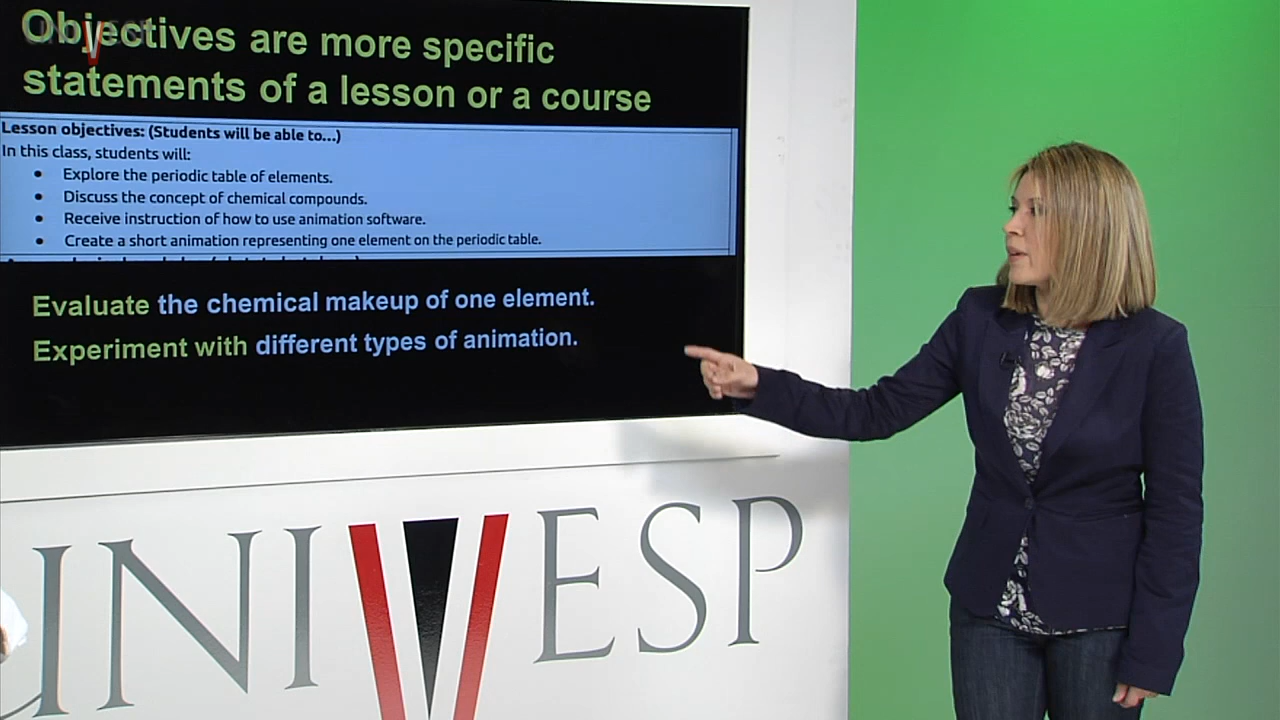 Objectives are more specific
statements of a lesson or a course
Lesson objectives: (Students will be able to...)
In this class, students will:
• Explore the periodic table of elements.
• Discuss the concept of chemical compounds.
• Receive instruction of how to use animation software.
• Create a short animation representing one element on the periodic table.
Evaluate the chemical makeup of one element.
Experiment with different types of animation.
UNIVESP